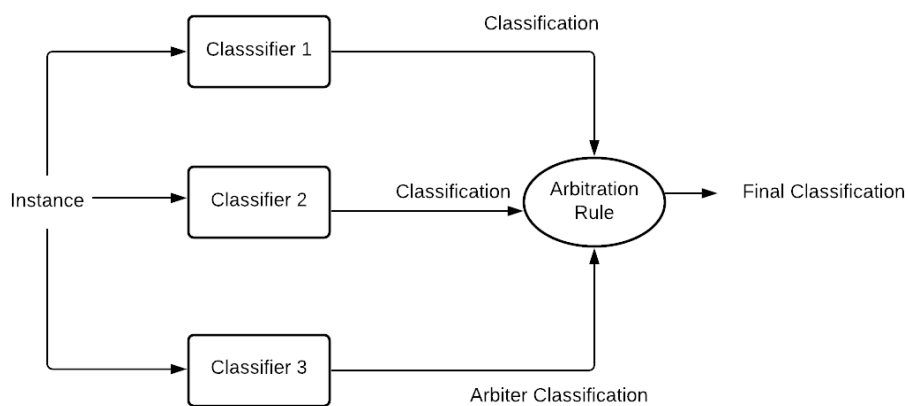 Classification
Classsifier 1
Instance
Classifier 2
Classification
Arbitration
Rule
Final Classification
Classifier 3
Arbiter Classification